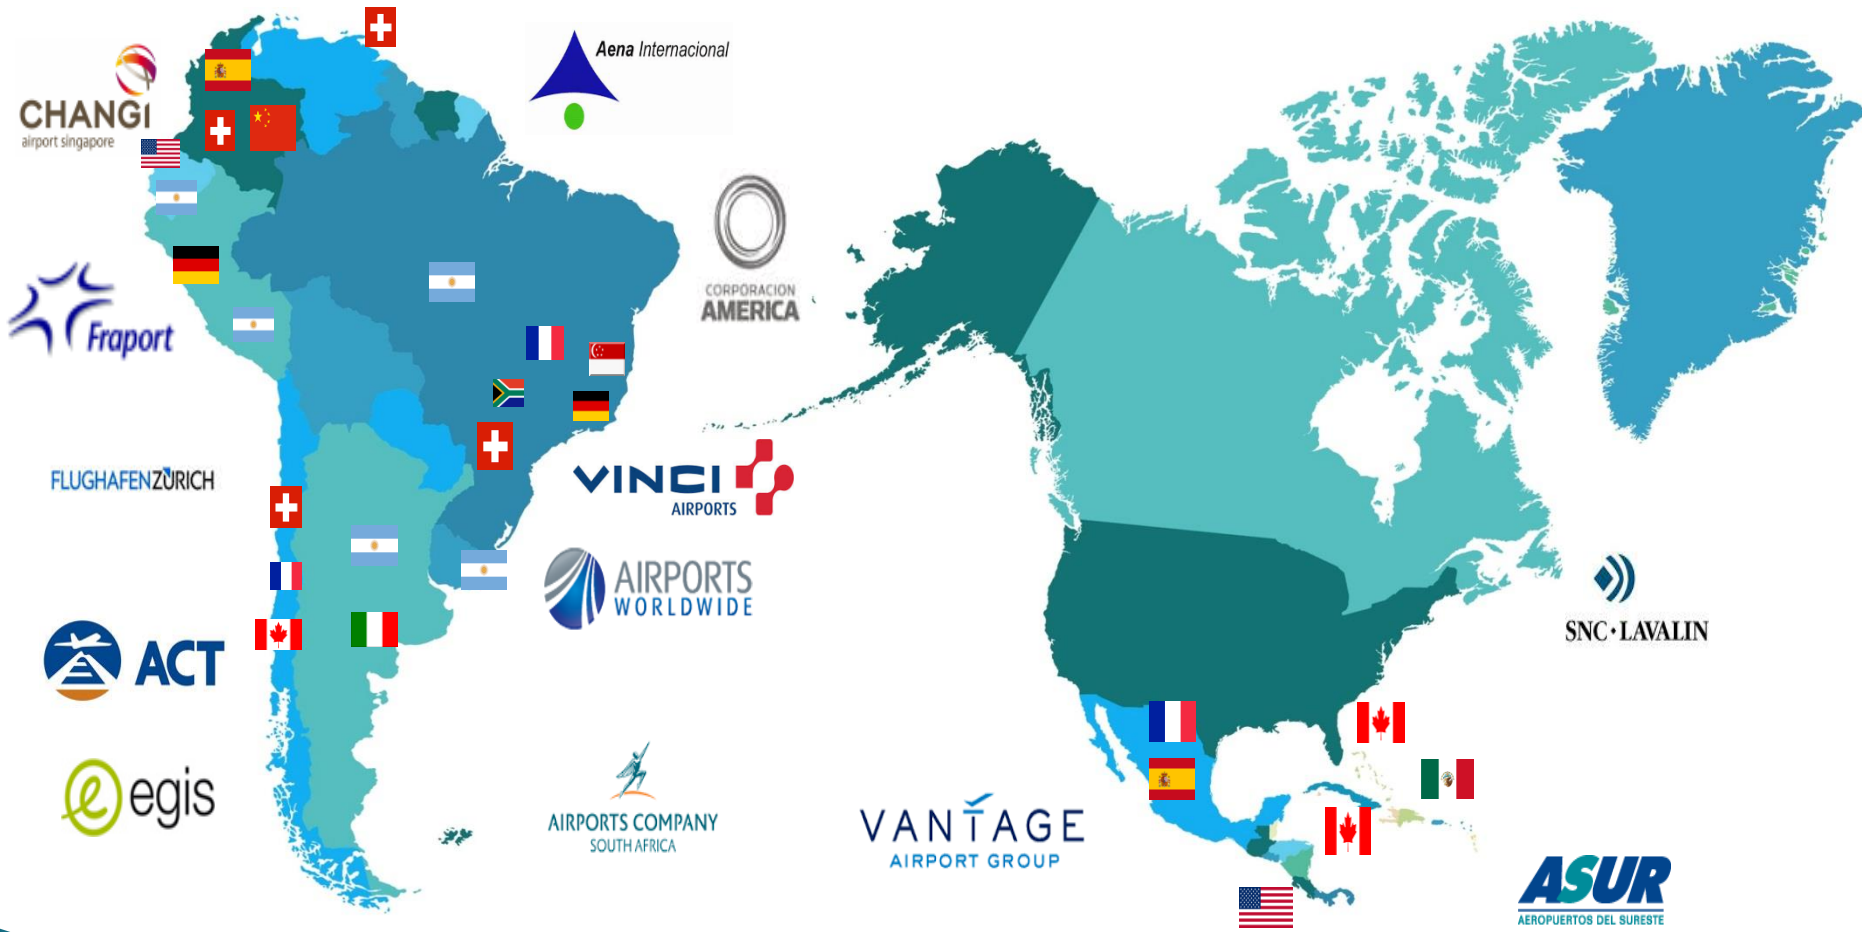 CHANGI
airport singapore
Aena Internacional
CORPORACION
AMERICA
Fraport
FLUGHAFENZÜRICH
VINCI
AIRPORTS
AIRPORTS
WORLDWIDE
SNC·LAVALIN
ACT
egis
AIRPORTS COMPANY
SOUTH AFRICA
VANTAGE
AIRPORT GROUP
ASUR
AEROPUERTOS DEL SURESTE